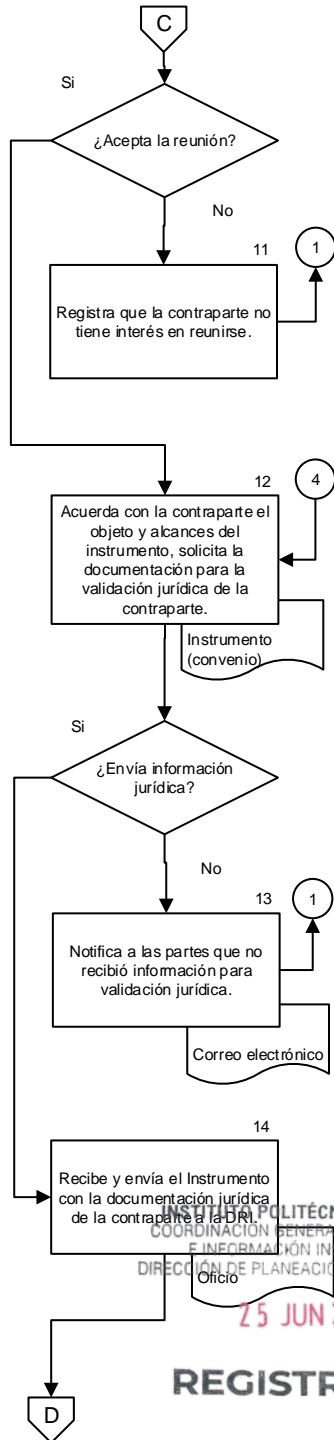 C
Si
¿Acepta la reunión?
No
11
1
Registra que la contraparte no
tiene interés en reunirse.
12
4
Acuerda con la contraparte el
objeto y alcances del
instrumento, solicita la
documentación para la
validación jurídica de la
contraparte.
Instrumento
(convenio)
Si
¿Envía información
jurídica?
No
13
1
Notifica a las partes que no
recibió información para
validación jurídica.
Correo electrónico
14
Recibe y envía el Instrumento
con la documentación jurídica
de la contraparte a la DRI.
Oficio
INSTITUTO POLITÉCN
COORDINACIÓN GENERA
E INFORMACIÓN IN
DIRECCIÓN DE PLANEACIÓ
25 JUN
REGISTR
D